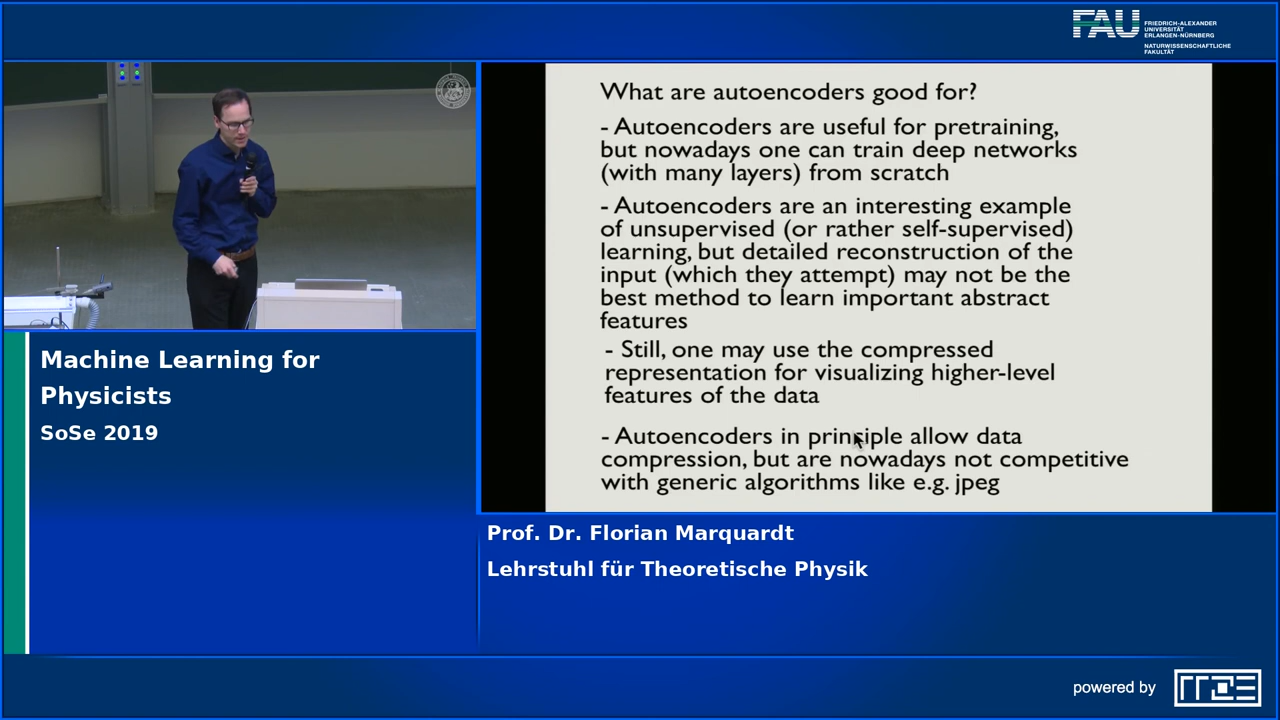 FAU
FRIEDRICH-ALEXANDER
UNIVERSITÄT
ERLANGEN-NÜRNBERG
NATURWISSENSCHAFTLICHE
FAKULTÄT
What are autoencoders good for?
- Autoencoders are useful for pretraining,
but nowadays one can train deep networks
(with many layers) from scratch
- Autoencoders are an interesting example
of unsupervised (or rather self-supervised)
learning, but detailed reconstruction of the
input (which they attempt) may not be the
best method to learn important abstract
features
- Still, one may use the compressed
representation for visualizing higher-level
features of the data
- Autoencoders in principle allow data
compression, but are nowadays not competitive
with generic algorithms like e.g. jpeg
Machine Learning for
Physicists
SoSe 2019
Prof. Dr. Florian Marquardt
Lehrstuhl für Theoretische Physik
powered by